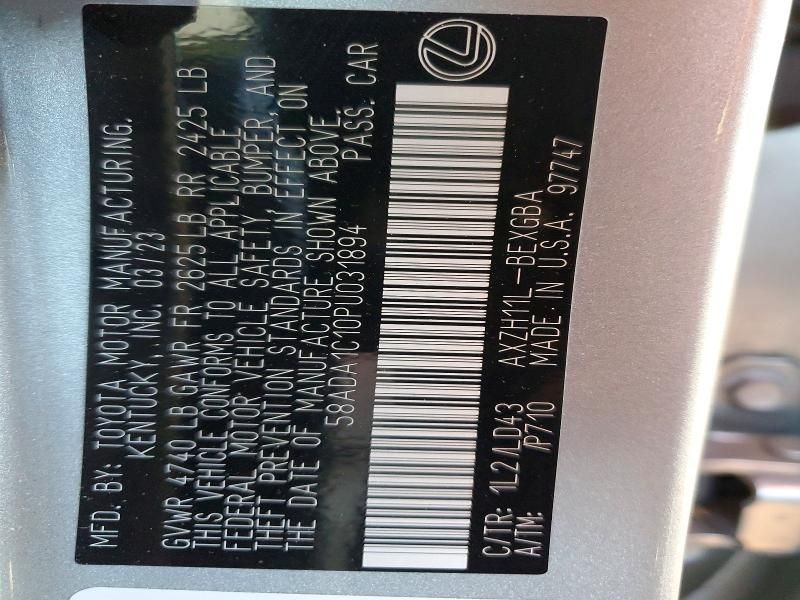 MFD. BY: TOYOTA MOTOR MANUFACTURING,
KENTUCKY, INC. 03/23
GVWR 4740 LB GAWR FR 2625 LB RR 2425 LB
THIS VEHICLE CONFORMS TO ALL APPLICABLE
FEDERAL MOTOR VEHICLE SAFETY, BUMPER, AND
THEFT PREVENTION STANDARDS IN EFFECT ON
THE DATE OF MANUFACTURE SHOWN ABOVE.
58ADA1C10PU031894 PASS. CAR
C/TR: 1L2/LD43 AXZH11L-BEXGBA
A/TM: /P710 MADE IN U.S.A. 97747